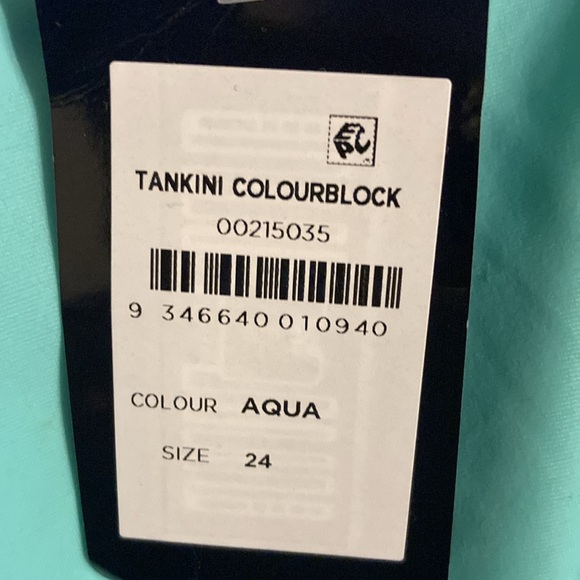 TANKINI COLOURBLOCK
00215035
9 346640 010940
COLOUR AQUA
SIZE 24